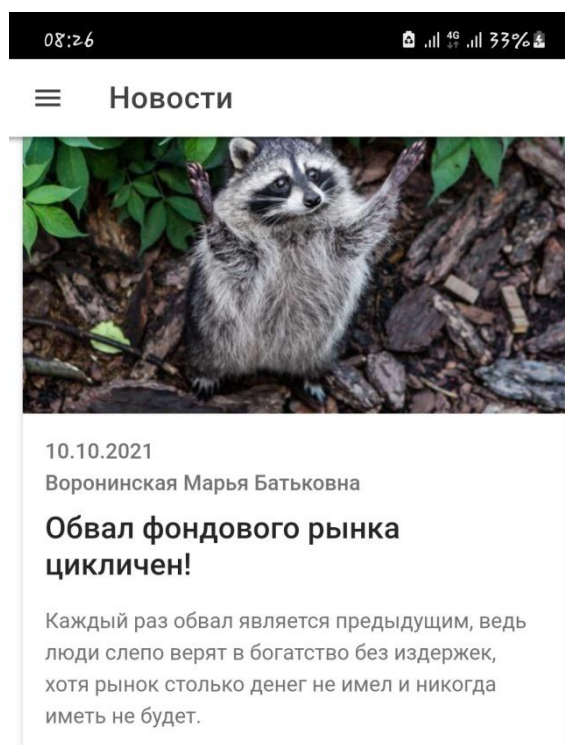 08:26 4G 33%
Новости
10.10.2021
Воронинская Марья Батьковна
Обвал фондового рынка
цикличен!
Каждый раз обвал является предыдущим, ведь
люди слепо верят в богатство без издержек,
хотя рынок столько денег не имел и никогда
иметь не будет.